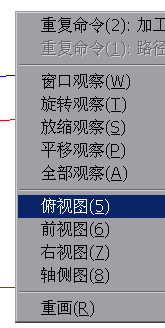 重复命令(2): 加工
重复命令(1): 路径
窗口观察(W)
旋转观察(T)
放缩观察(S)
平移观察(P)
全部观察(A)
俯视图(5)
前视图(6)
右视图(7)
轴侧图(8)
重画(R)